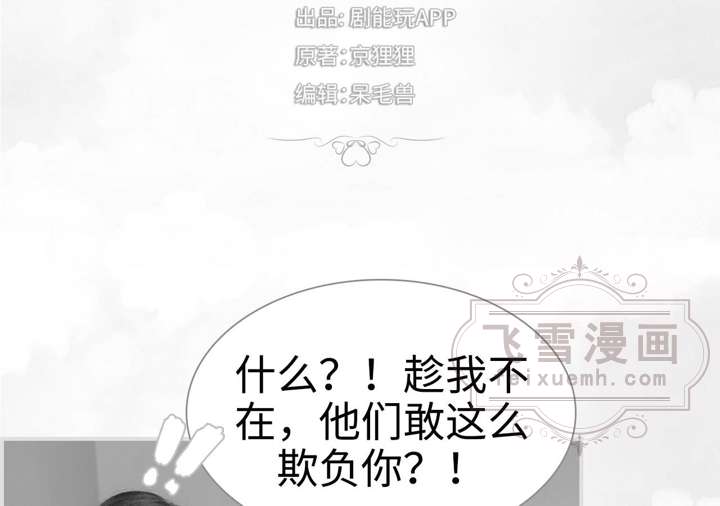 出品：剧能玩APP
原著：京狸狸
编辑：呆毛兽
飞雪漫画
feixuemh.com
什么？！趁我不
在，他们敢这么
欺负你？！
!!